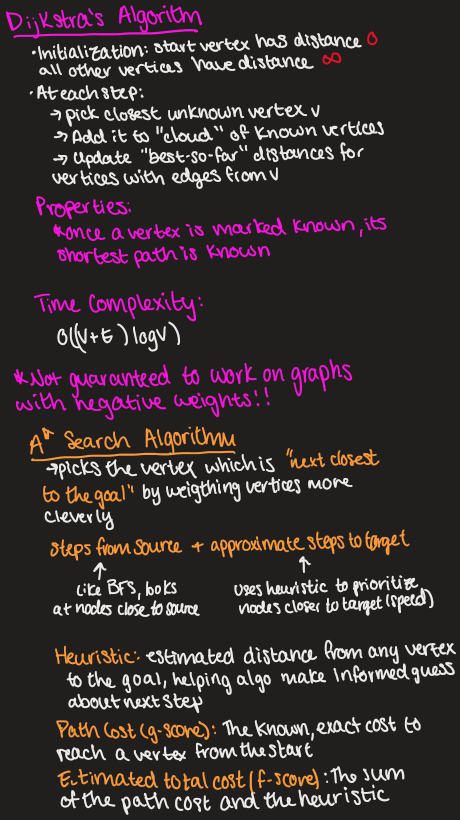 Dijkstra's Algorithm
• Initialization: start vertex has distance 0
all other vertices have distance ∞
• At each step:
→ pick closest unknown vertex v
→ Add it to "cloud" of known vertices
→ Update "best-so-far" distances for
vertices with edges from v
Properties:
*once a vertex is marked known, its
shortest path is known
Time Complexity:
O((V+E)logV)
*Not guaranteed to work on graphs
with negative weights!!
A* Search Algorithm
→picks the vertex which is "next closest
to the goal" by weigthing vertices more
cleverly
steps from source + approximate steps to target
↑ ↑
Like BFS, looks
at nodes close to source
uses heuristic to prioritize
nodes closer to target (speed)
Heuristic: estimated distance from any vertex
to the goal, helping algo make informed guess
about next step
Path Cost (g-score): The known, exact cost to
reach a vertex from the start
Estimated total cost (f-score): The sum
of the path cost and the heuristic